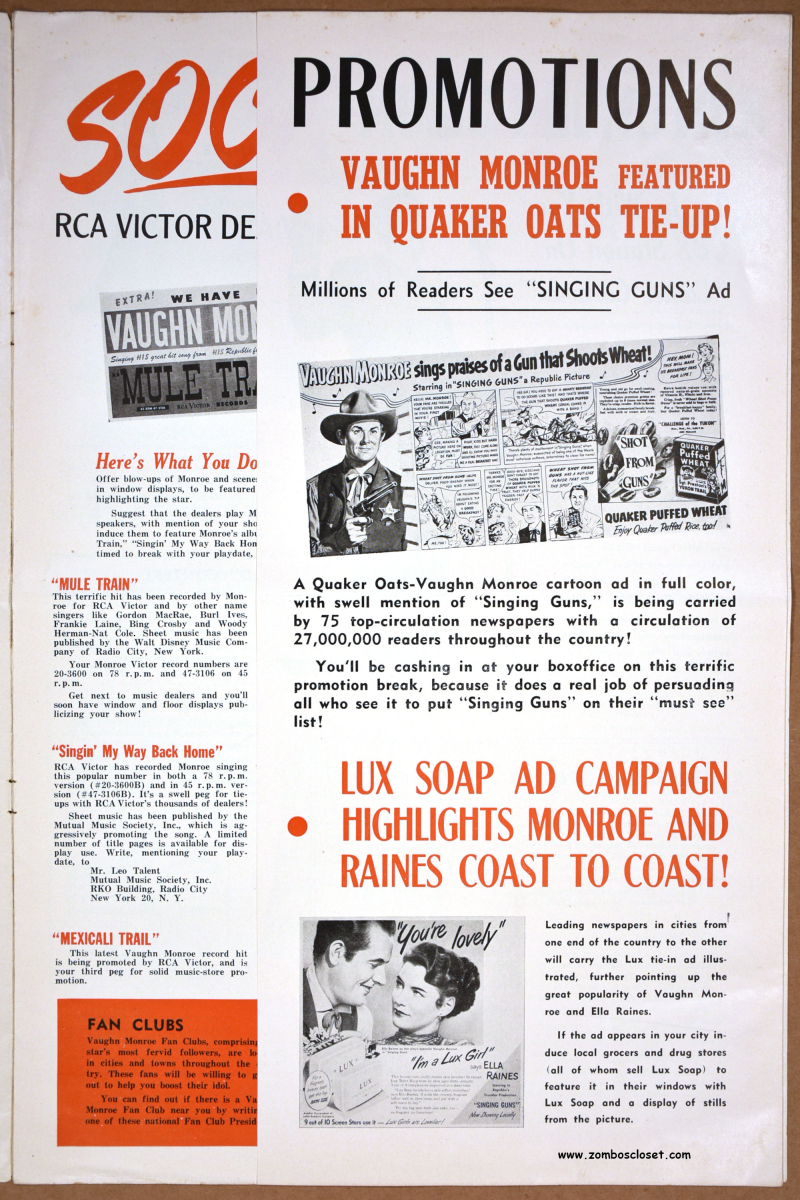 SOC
RCA VICTOR DE
EXTRA! WE HAVE
VAUGHN MON
Singing HIS great hit song from HIS Republic
"MULE TR
RCA VICTOR RECORDS
Here's What You Do
Offer blow-ups of Monroe and scene
in window displays, to be featured
highlighting the star.
Suggest that the dealers play M
speakers, with mention of your sho
induce them to feature Monroe's albu
Train," "Singin' My Way Back Hom
timed to break with your playdate,
"MULE TRAIN"
This terrific hit has been recorded by Mon-
roe for RCA Victor and by other name
singers like Gordon MacRae, Burl Ives,
Frankie Laine, Bing Crosby and Woody
Herman-Nat Cole. Sheet music has been
published by the Walt Disney Music Com-
pany of Radio City, New York.
Your Monroe Victor record numbers are
20-3600 on 78 r.p.m. and 47-3106 on 45
r.p.m.
Get next to music dealers and you'll
soon have window and floor displays pub-
licizing your show!
"Singin' My Way Back Home"
RCA Victor has recorded Monroe singing
this popular number in both a 78 r.p.m.
version (#20-3600B) and in 45 r.p.m. ver-
sion (#47-3106B). It's a swell peg for tie-
ups with RCA Victor's thousands of dealers!
Sheet music has been published by the
Mutual Music Society, Inc., which is ag-
gressively promoting the song. A limited
number of title pages is available for dis-
play use. Write, mentioning your play-
date, to
Mr. Leo Talent
Mutual Music Society, Inc.
RKO Building, Radio City
New York 20, N. Y.
"MEXICALI TRAIL"
This latest Vaughn Monroe record hit
is being promoted by RCA Victor, and is
your third peg for solid music-store pro-
motion.
FAN CLUBS
Vaughn Monroe Fan Clubs, comprising
star's most fervid followers, are lo
in cities and towns throughout the
try. These fans will be willing to g
out to help you boost their idol.
You can find out if there is a Va
Monroe Fan Club near you by writin
one of these national Fan Club Presid
PROMOTIONS
• VAUGHN MONROE FEATURED
IN QUAKER OATS TIE-UP!
Millions of Readers See "SINGING GUNS" Ad
VAUGHN MONROE sings praises of a Gun that Shoots Wheat!
Starring in "SINGING GUNS" a Republic Picture
"CHALLENGE of the YUKON"
"SHOT
FROM
GUNS"
QUAKER
Puffed
WHEAT
QUAKER PUFFED WHEAT
Enjoy Quaker Puffed Rice, too!
A Quaker Oats-Vaughn Monroe cartoon ad in full color,
with swell mention of "Singing Guns," is being carried
by 75 top-circulation newspapers with a circulation of
27,000,000 readers throughout the country!
You'll be cashing in at your boxoffice on this terrific
promotion break, because it does a real job of persuading
all who see it to put "Singing Guns" on their "must see"
list!
• LUX SOAP AD CAMPAIGN
HIGHLIGHTS MONROE AND
RAINES COAST TO COAST!
"You're lovely"
"I'm a Lux Girl"
says ELLA
RAINES
LUX
LUX
"SINGING GUNS"
Now Showing Locally
9 out of 10 Screen Stars use it — Lux Girls are Lovelier!
Leading newspapers in cities from
one end of the country to the other
will carry the Lux tie-in ad illus-
trated, further pointing up the
great popularity of Vaughn Mon-
roe and Ella Raines.
If the ad appears in your city in-
duce local grocers and drug stores
(all of whom sell Lux Soap) to
feature it in their windows with
Lux Soap and a display of stills
from the picture.
www.zomboscloset.com